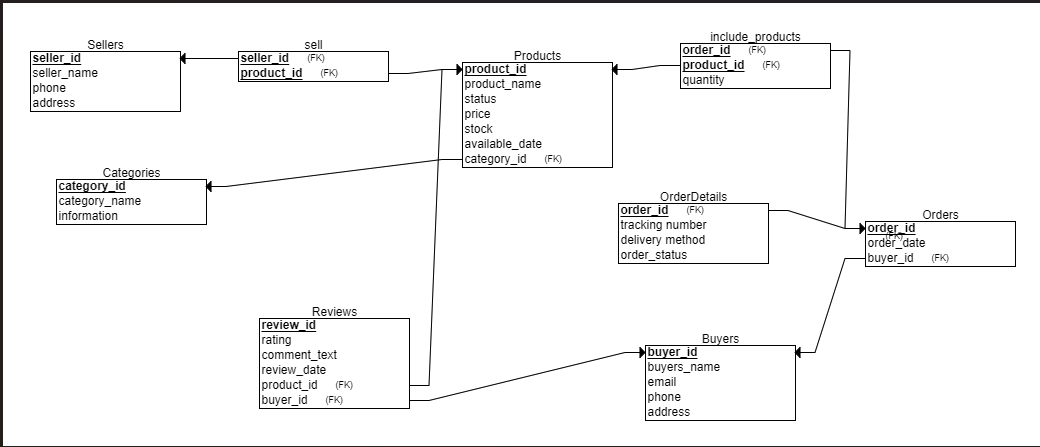 Sellers
seller_id
seller_name
phone
address
sell
seller_id (FK)
product_id (FK)
Products
product_id
product_name
status
price
stock
available_date
category_id (FK)
include_products
order_id (FK)
product_id (FK)
quantity
Categories
category_id
category_name
information
OrderDetails
order_id (FK)
tracking number
delivery method
order_status
Orders
order_id
(FK)
order_date
buyer_id (FK)
Reviews
review_id
rating
comment_text
review_date
product_id (FK)
buyer_id (FK)
Buyers
buyer_id
buyers_name
email
phone
address